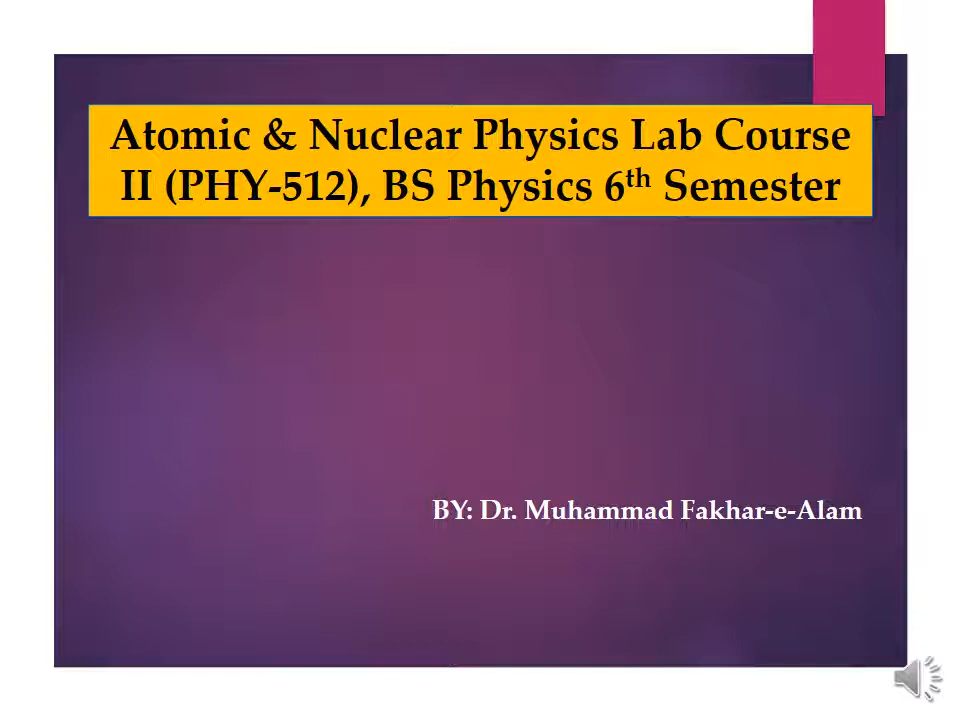 Atomic & Nuclear Physics Lab Course
II (PHY-512), BS Physics 6th Semester
BY: Dr. Muhammad Fakhar-e-Alam